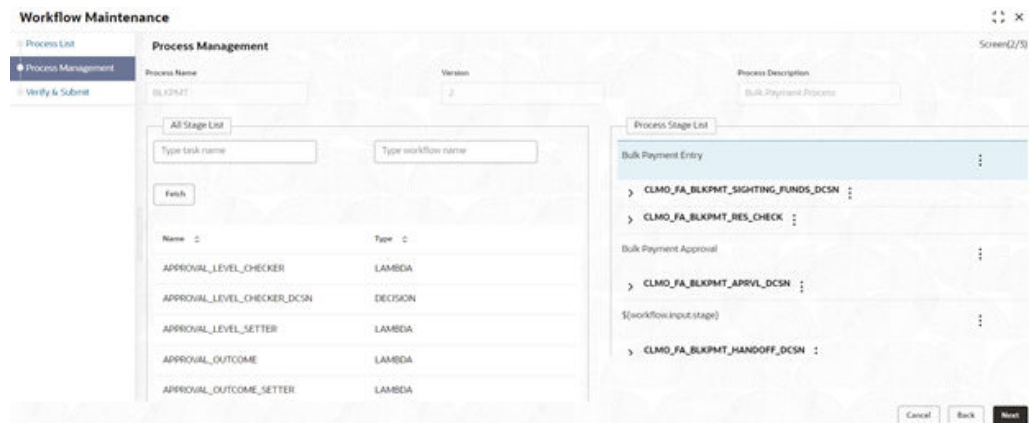 Workflow Maintenance
Process List
Process Management
Verify & Submit
Process Management
Screen(2/3)
Process Name
Version
Process Description
BLKPMT
2
Bulk Payment Process
All Stage List
Type task name
Type workflow name
Fetch
Name
Type
APPROVAL_LEVEL_CHECKER
LAMBDA
APPROVAL_LEVEL_CHECKER_DCSN
DECISION
APPROVAL_LEVEL_SETTER
LAMBDA
APPROVAL_OUTCOME
LAMBDA
APPROVAL_OUTCOME_SETTER
LAMBDA
Process Stage List
Bulk Payment Entry
CLMO_FA_BLKPMT_SIGHTING_FUNDS_DCSN
CLMO_FA_BLKPMT_RES_CHECK
Bulk Payment Approval
CLMO_FA_BLKPMT_APRVL_DCSN
${workflow.input.stage}
CLMO_FA_BLKPMT_HANDOFF_DCSN
Cancel
Back
Next